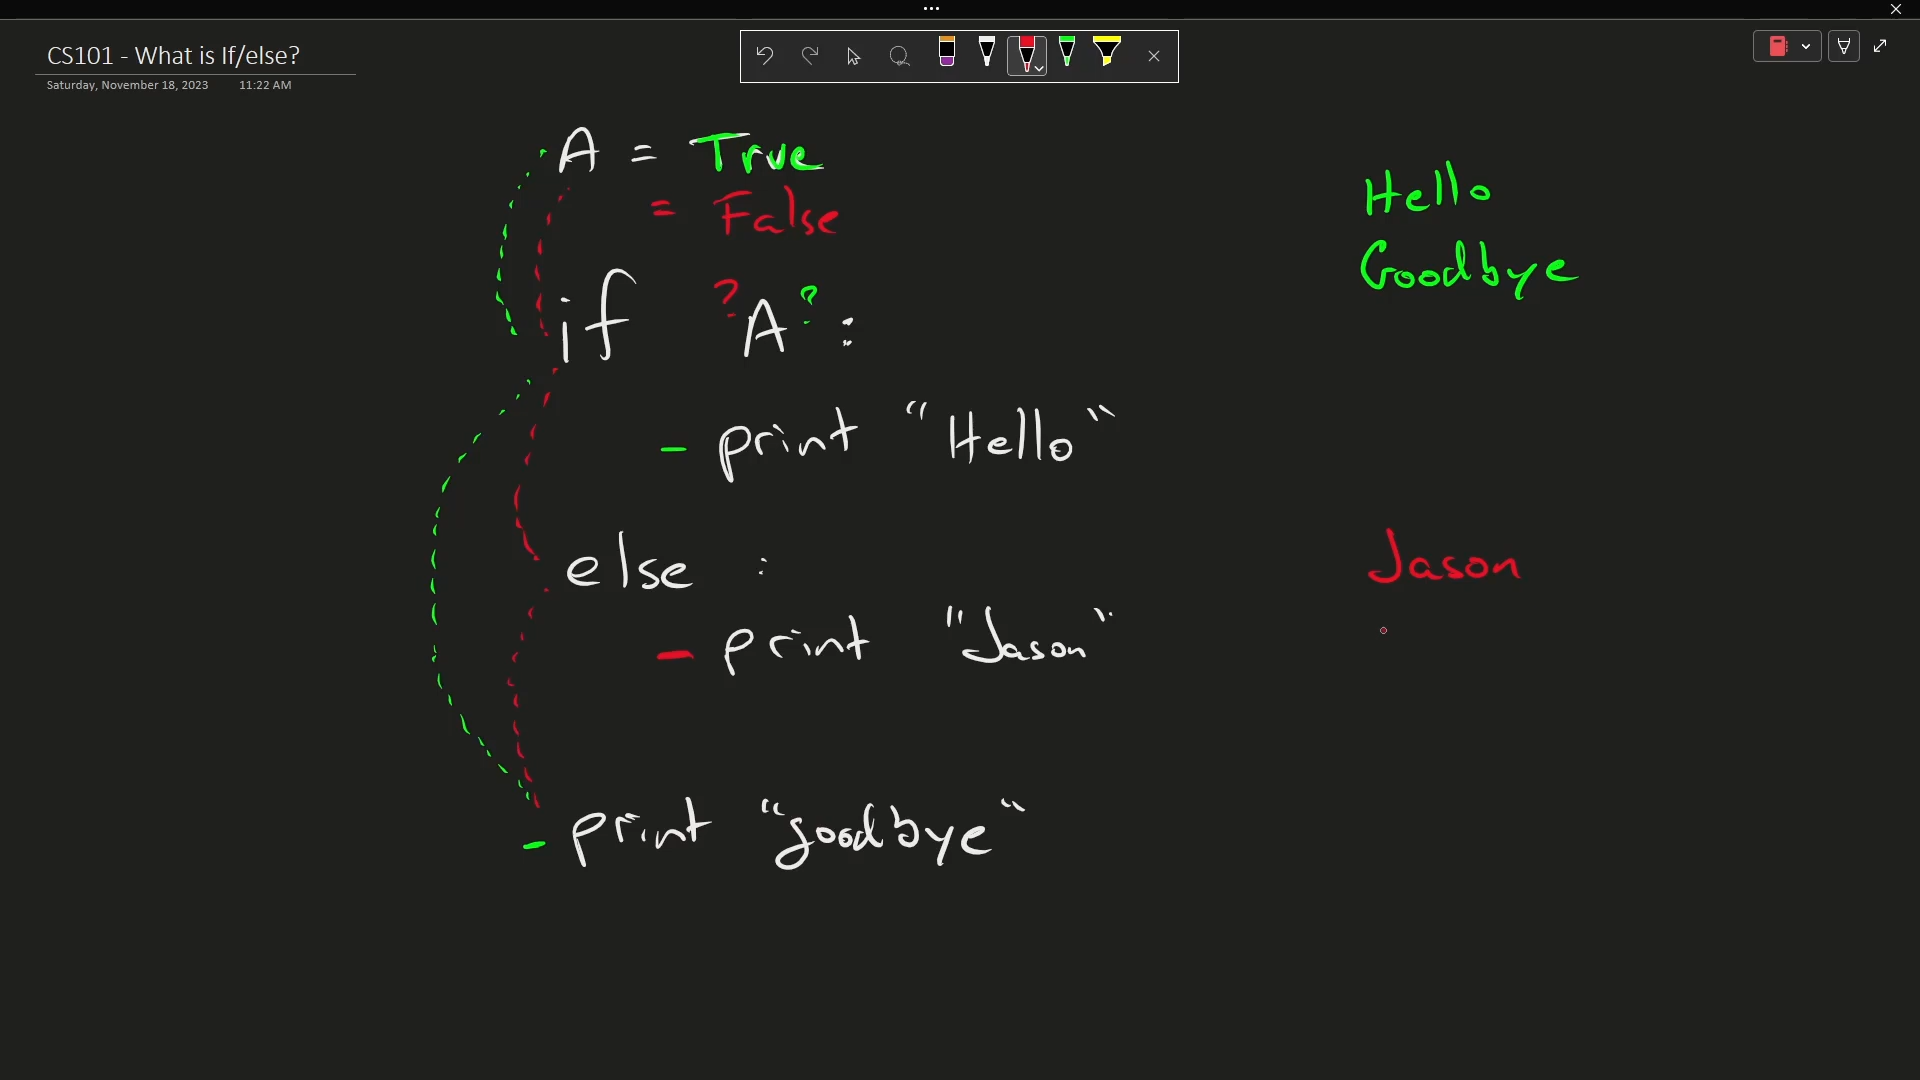 CS101 - What is If/else?
Saturday, November 18, 2023 11:22 AM
A = True
= False
if ?A? :
- print "Hello"
else :
- print "Jason"
- print "goodbye"
Hello
Goodbye
Jason